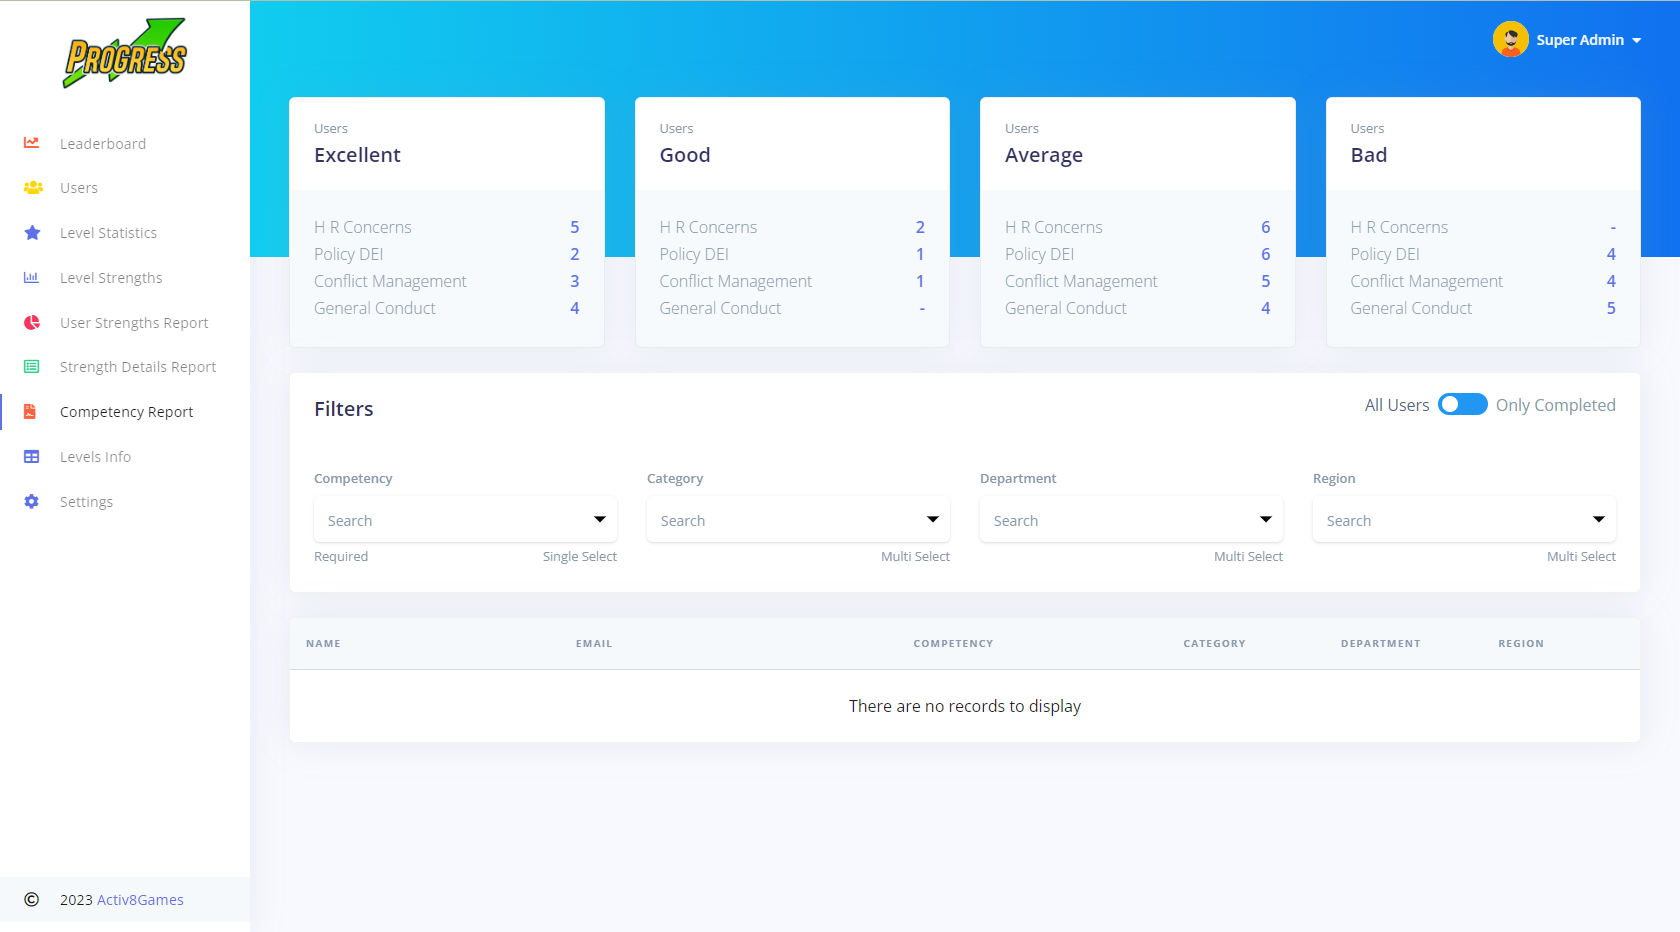 PROGRESS
Super Admin
Leaderboard
Users
Level Statistics
Level Strengths
User Strengths Report
Strength Details Report
Competency Report
Levels Info
Settings
© 2023 Activ8Games
Users
Excellent
H R Concerns 5
Policy DEI 2
Conflict Management 3
General Conduct 4
Users
Good
H R Concerns 2
Policy DEI 1
Conflict Management 1
General Conduct -
Users
Average
H R Concerns 6
Policy DEI 6
Conflict Management 5
General Conduct 4
Users
Bad
H R Concerns -
Policy DEI 4
Conflict Management 4
General Conduct 5
Filters
All Users Only Completed
Competency
Search
Required Single Select
Category
Search
Multi Select
Department
Search
Multi Select
Region
Search
Multi Select
NAME EMAIL COMPETENCY CATEGORY DEPARTMENT REGION
There are no records to display